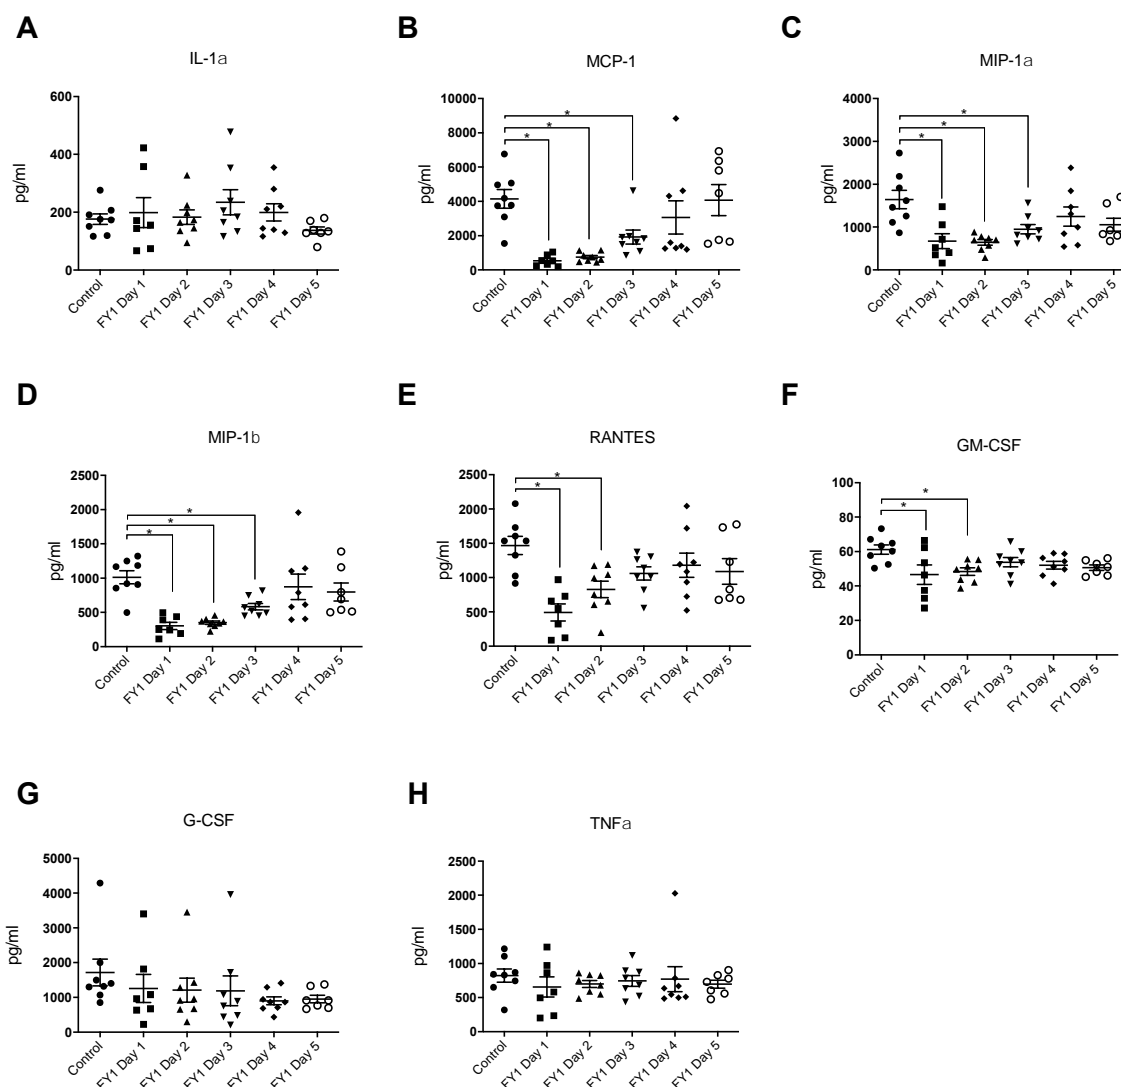 A
B
C
IL-1a
MCP-1
MIP-1a
pg/ml
600
400
200
0
Control
FY1 Day 1
FY1 Day 2
FY1 Day 3
FY1 Day 4
FY1 Day 5
pg/ml
10000
8000
6000
4000
2000
0
*
*
*
Control
FY1 Day 1
FY1 Day 2
FY1 Day 3
FY1 Day 4
FY1 Day 5
pg/ml
4000
3000
2000
1000
0
*
*
*
Control
FY1 Day 1
FY1 Day 2
FY1 Day 3
FY1 Day 4
FY1 Day 5
D
E
F
MIP-1b
RANTES
GM-CSF
pg/ml
2500
2000
1500
1000
500
0
*
*
*
Control
FY1 Day 1
FY1 Day 2
FY1 Day 3
FY1 Day 4
FY1 Day 5
pg/ml
2500
2000
1500
1000
500
0
*
*
Control
FY1 Day 1
FY1 Day 2
FY1 Day 3
FY1 Day 4
FY1 Day 5
pg/ml
100
80
60
40
20
0
*
*
Control
FY1 Day 1
FY1 Day 2
FY1 Day 3
FY1 Day 4
FY1 Day 5
G
H
G-CSF
TNFa
pg/ml
5000
4000
3000
2000
1000
0
Control
FY1 Day 1
FY1 Day 2
FY1 Day 3
FY1 Day 4
FY1 Day 5
pg/ml
2500
2000
1500
1000
500
0
Control
FY1 Day 1
FY1 Day 2
FY1 Day 3
FY1 Day 4
FY1 Day 5